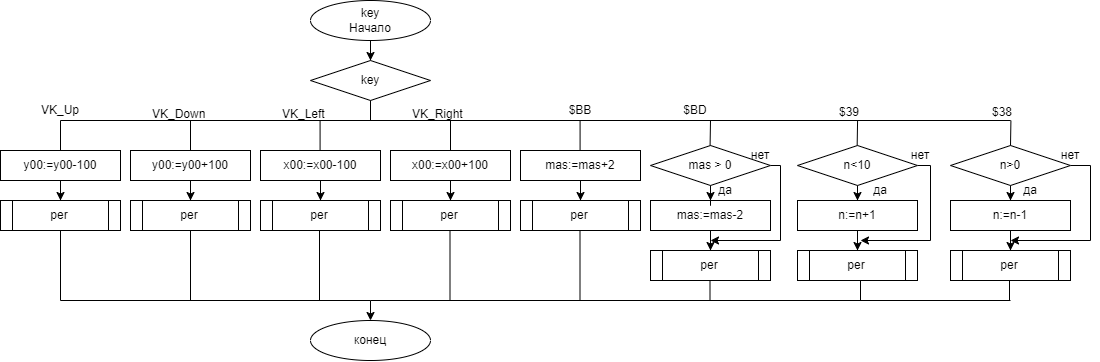 key
Начало
key
VK_Up
VK_Down
VK_Left
VK_Right
$BB
$BD
$39
$38
y00:=y00-100
y00:=y00+100
x00:=x00-100
x00:=x00+100
mas:=mas+2
mas > 0
нет
n<10
нет
n>0
нет
да
да
да
per
per
per
per
per
mas:=mas-2
n:=n+1
n:=n-1
per
per
per
конец